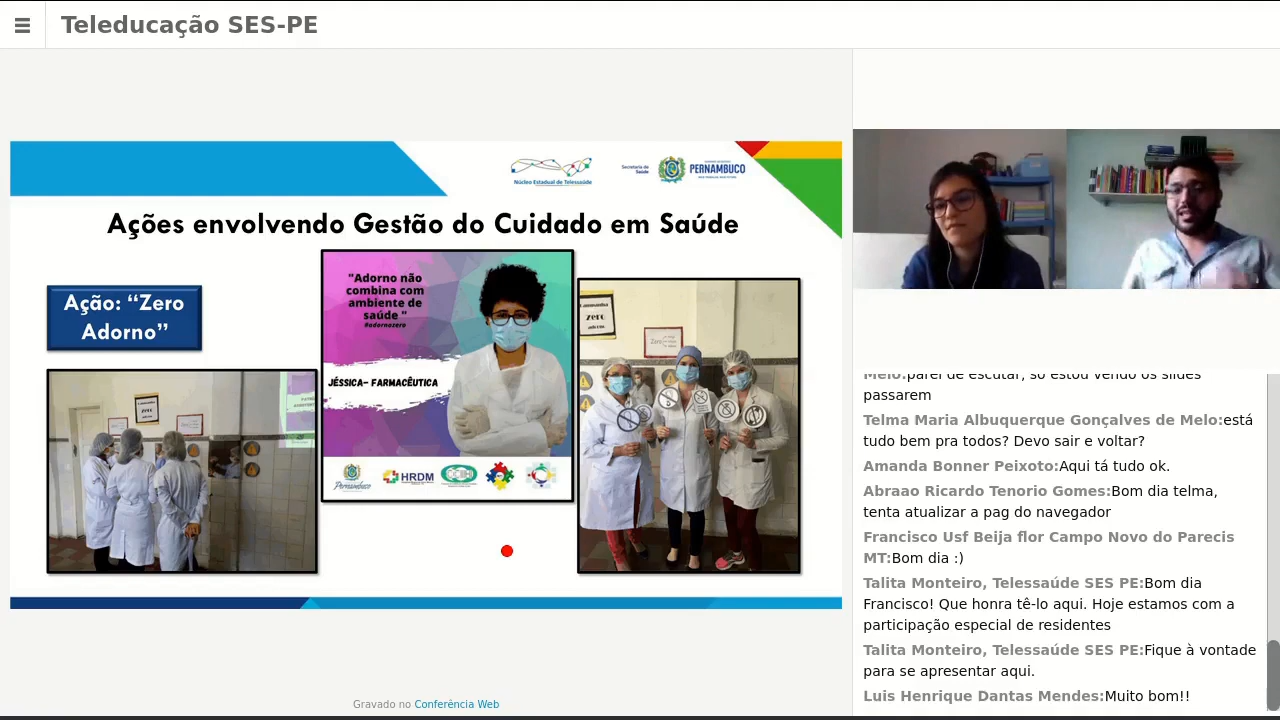 Teleducação SES-PE
Núcleo Estadual de Telessaúde
Secretaria de
Saúde
PERNAMBUCO
Ações envolvendo Gestão do Cuidado em Saúde
Ação: “Zero
Adorno”
"Adorno não
combina com
ambiente de
saúde "
#adornozero
JÉSSICA- FARMACÊUTICA
Pernambuco
HRDM
zero
Melo:parei de escutar, só estou vendo os slides
passarem
Telma Maria Albuquerque Gonçalves de Melo:está
tudo bem pra todos? Devo sair e voltar?
Amanda Bonner Peixoto:Aqui tá tudo ok.
Abraao Ricardo Tenorio Gomes:Bom dia telma,
tenta atualizar a pag do navegador
Francisco Usf Beija flor Campo Novo do Parecis
MT:Bom dia :)
Talita Monteiro, Telessaúde SES PE:Bom dia
Francisco! Que honra tê-lo aqui. Hoje estamos com a
participação especial de residentes
Talita Monteiro, Telessaúde SES PE:Fique à vontade
para se apresentar aqui.
Luis Henrique Dantas Mendes:Muito bom!!
Gravado no Conferência Web